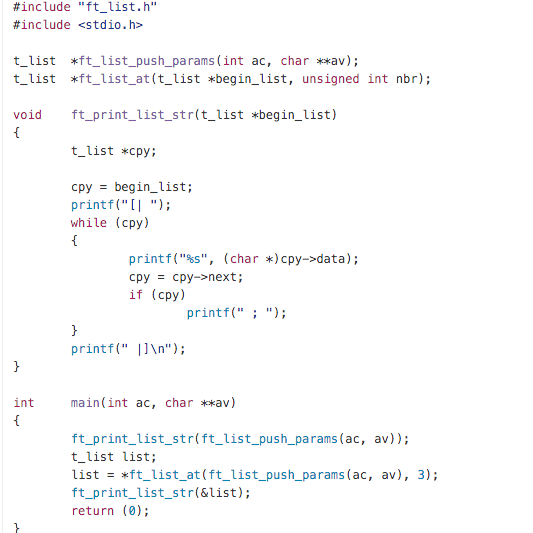 #include "ft_list.h"
#include <stdio.h>

t_list  *ft_list_push_params(int ac, char **av);
t_list  *ft_list_at(t_list *begin_list, unsigned int nbr);

void    ft_print_list_str(t_list *begin_list)
{
        t_list *cpy;

        cpy = begin_list;
        printf("[| ");
        while (cpy)
        {
                printf("%s", (char *)cpy->data);
                cpy = cpy->next;
                if (cpy)
                        printf(" ; ");
        }
        printf(" |]\n");
}

int     main(int ac, char **av)
{
        ft_print_list_str(ft_list_push_params(ac, av));
        t_list list;
        list = *ft_list_at(ft_list_push_params(ac, av), 3);
        ft_print_list_str(&list);
        return (0);
}